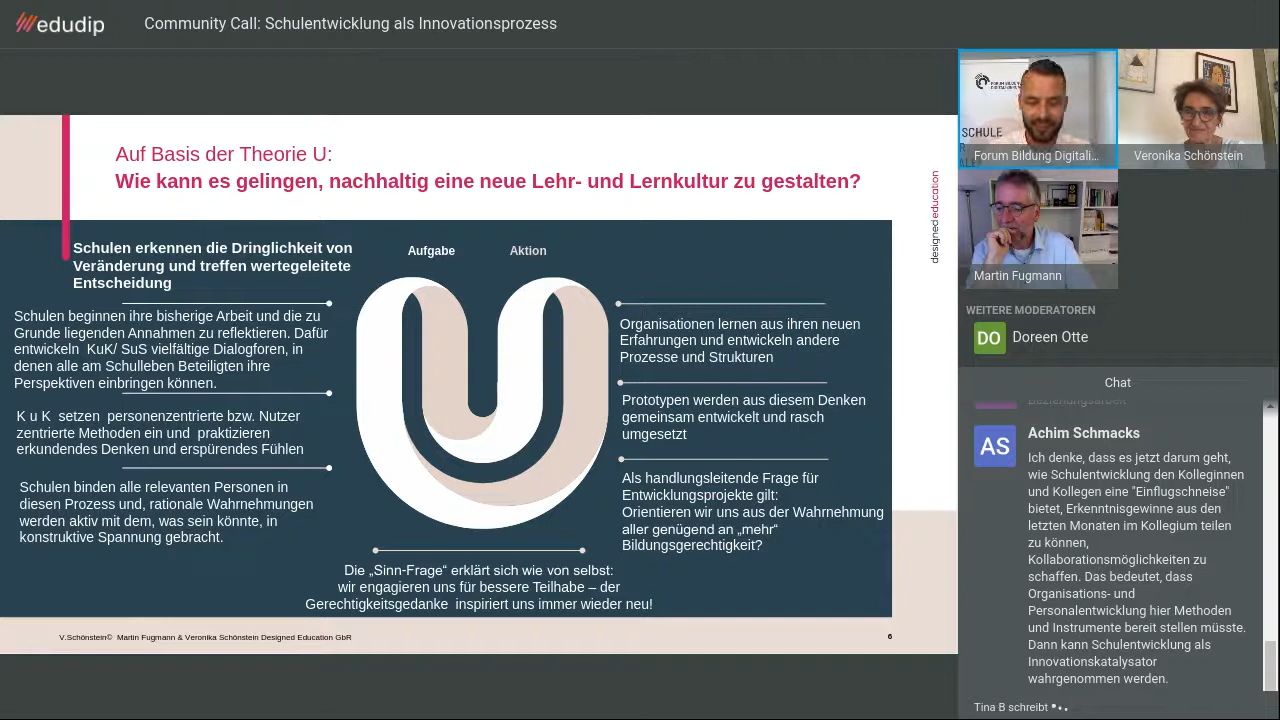 edudip
Community Call: Schulentwicklung als Innovationsprozess
Auf Basis der Theorie U:
Wie kann es gelingen, nachhaltig eine neue Lehr- und Lernkultur zu gestalten?
designededucation
Schulen erkennen die Dringlichkeit von
Veränderung und treffen wertegeleitete
Entscheidung
Schulen beginnen ihre bisherige Arbeit und die zu
Grunde liegenden Annahmen zu reflektieren. Dafür
entwickeln KuK/ SuS vielfältige Dialogforen, in
denen alle am Schulleben Beteiligten ihre
Perspektiven einbringen können.
K u K setzen personenzentrierte bzw. Nutzer
zentrierte Methoden ein und praktizieren
erkundendes Denken und erspürendes Fühlen
Schulen binden alle relevanten Personen in
diesen Prozess und, rationale Wahrnehmungen
werden aktiv mit dem, was sein könnte, in
konstruktive Spannung gebracht.
Aufgabe
Aktion
Organisationen lernen aus ihren neuen
Erfahrungen und entwickeln andere
Prozesse und Strukturen
Prototypen werden aus diesem Denken
gemeinsam entwickelt und rasch
umgesetzt
Als handlungsleitende Frage für
Entwicklungsprojekte gilt:
Orientieren wir uns aus der Wahrnehmung
aller genügend an „mehr“
Bildungsgerechtigkeit?
Die „Sinn-Frage“ erklärt sich wie von selbst:
wir engagieren uns für bessere Teilhabe – der
Gerechtigkeitsgedanke inspiriert uns immer wieder neu!
V.Schönstein© Martin Fugmann & Veronika Schönstein Designed Education GbR
6
SCHULE
Forum Bildung Digitali...
Veronika Schönstein
Martin Fugmann
WEITERE MODERATOREN
DO
Doreen Otte
Chat
Beziehungsarbeit
AS
Achim Schmacks
Ich denke, dass es jetzt darum geht,
wie Schulentwicklung den Kolleginnen
und Kollegen eine "Einflugschneise"
bietet, Erkenntnisgewinne aus den
letzten Monaten im Kollegium teilen
zu können,
Kollaborationsmöglichkeiten zu
schaffen. Das bedeutet, dass
Organisations- und
Personalentwicklung hier Methoden
und Instrumente bereit stellen müsste.
Dann kann Schulentwicklung als
Innovationskatalysator
wahrgenommen werden.
Tina B schreibt